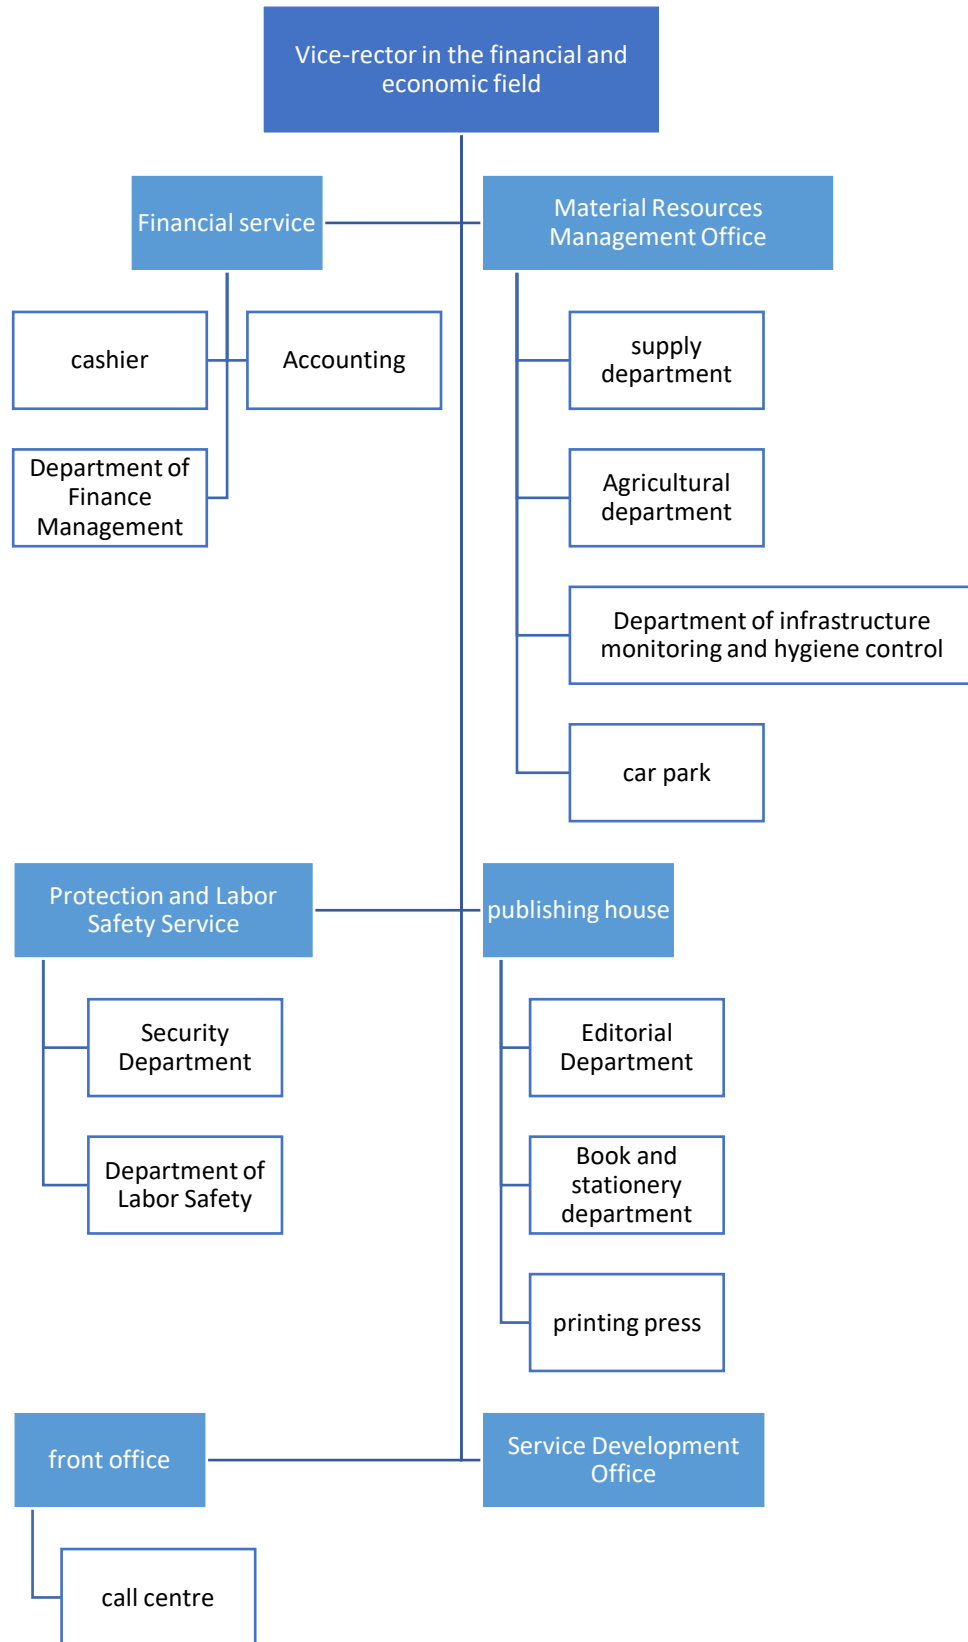 Vice-rector in the financial and
economic field
Financial service
Material Resources
Management Office
cashier
Accounting
supply
department
Department of
Finance
Management
Agricultural
department
Department of infrastructure
monitoring and hygiene control
car park
Protection and Labor
Safety Service
publishing house
Security
Department
Editorial
Department
Department of
Labor Safety
Book and
stationery
department
printing press
front office
Service Development
Office
call centre